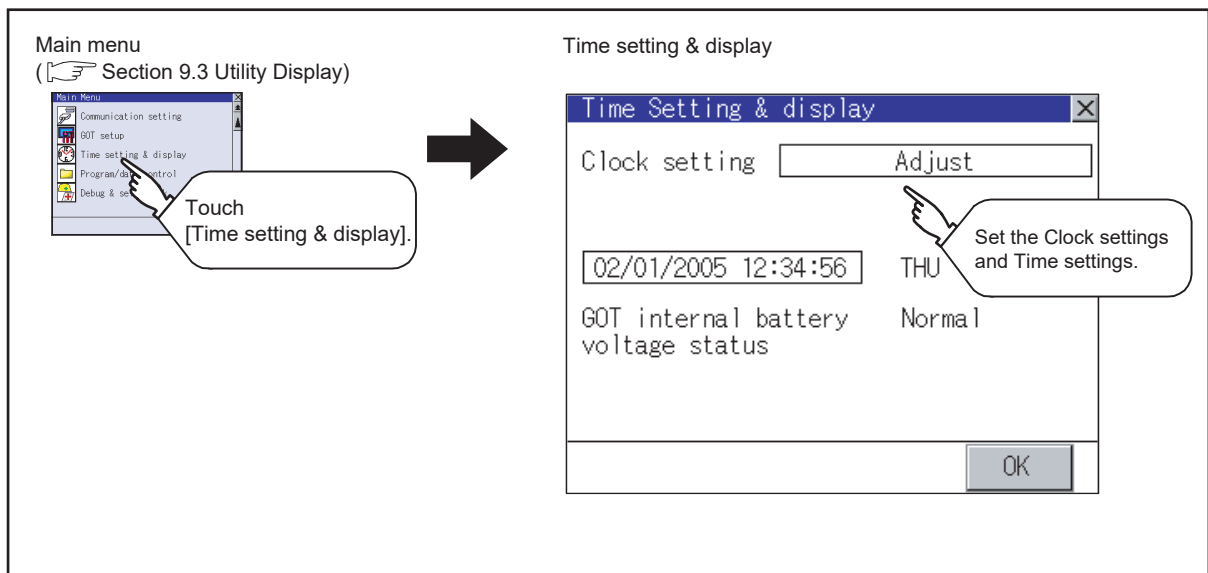 Main menu
( Section 9.3 Utility Display)
Main Menu
Communication setting
GOT setup
Time setting & display
Program/data control
Debug & se
Touch
[Time setting & display].
Time setting & display
Time Setting & display
Clock setting Adjust
Set the Clock settings
and Time settings.
02/01/2005 12:34:56 THU
GOT internal battery Normal
voltage status
OK